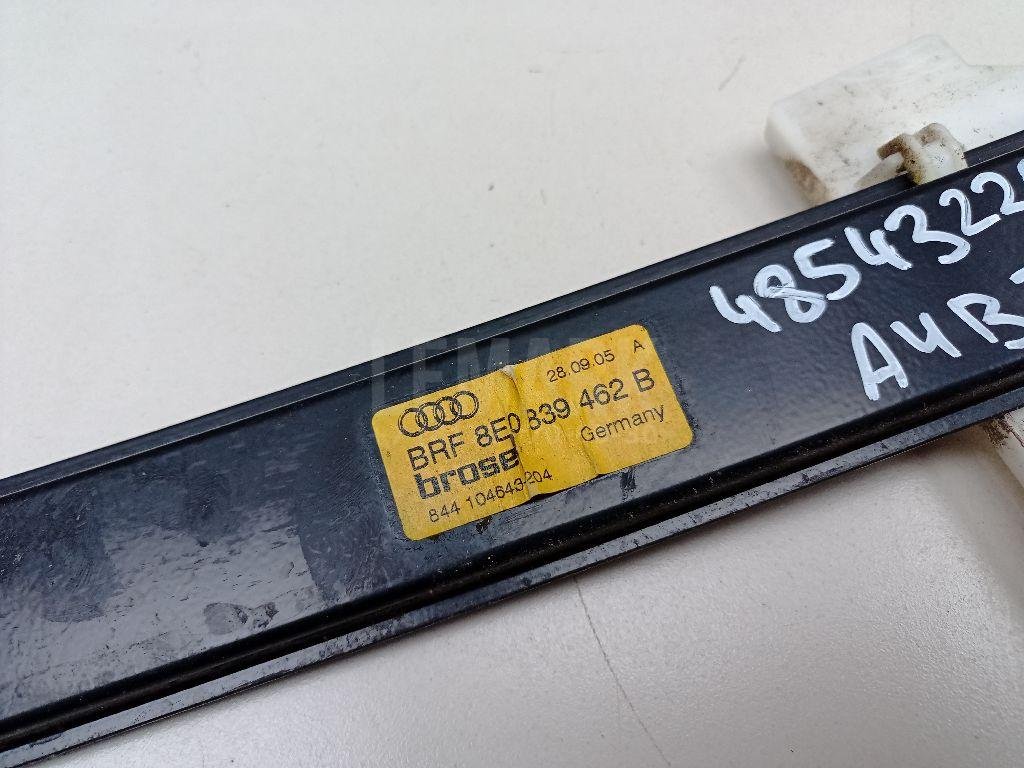 4854322
A4B
28.09.05 A
BRF 8E0 839 462 B
brose Germany
844 104643-204